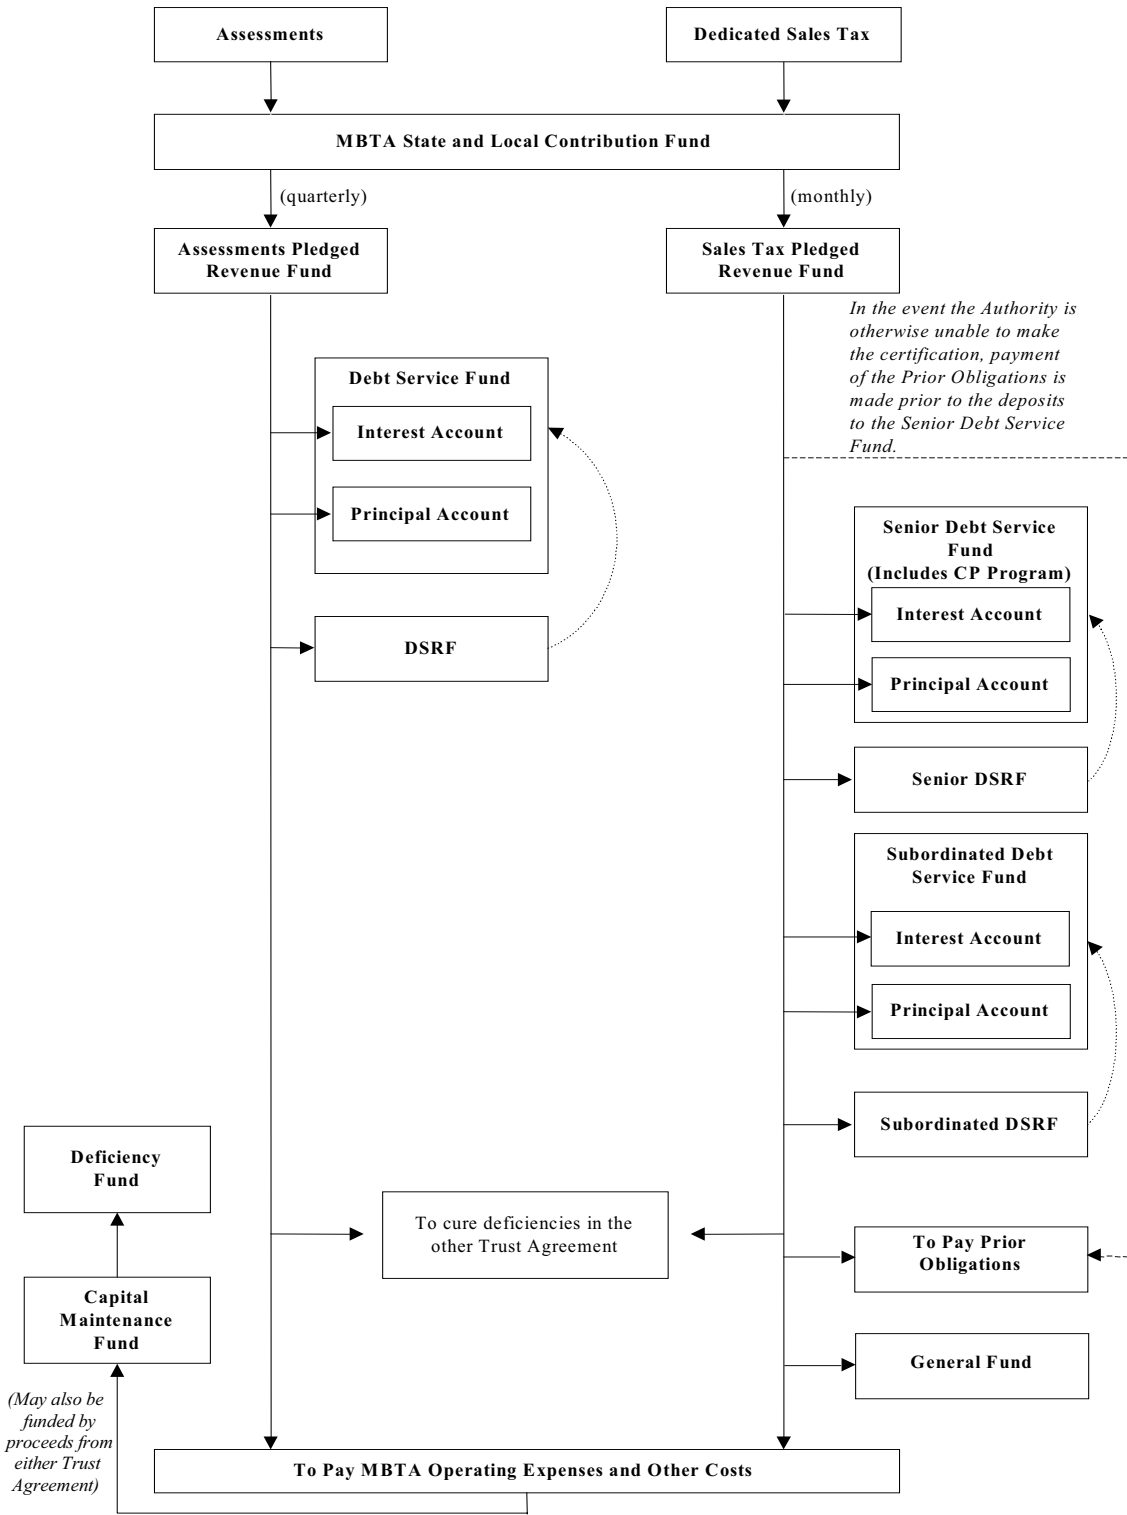 Assessments
Dedicated Sales Tax
MBTA State and Local Contribution Fund
(quarterly)
(monthly)
Assessments Pledged
Revenue Fund
Sales Tax Pledged
Revenue Fund
In the event the Authority is
otherwise unable to make
the certification, payment
of the Prior Obligations is
made prior to the deposits
to the Senior Debt Service
Fund.
Debt Service Fund
Interest Account
Principal Account
DSRF
Senior Debt Service
Fund
(Includes CP Program)
Interest Account
Principal Account
Senior DSRF
Subordinated Debt
Service Fund
Interest Account
Principal Account
Subordinated DSRF
Deficiency
Fund
To cure deficiencies in the
other Trust Agreement
To Pay Prior
Obligations
Capital
Maintenance
Fund
General Fund
(May also be
funded by
proceeds from
either Trust
Agreement)
To Pay MBTA Operating Expenses and Other Costs